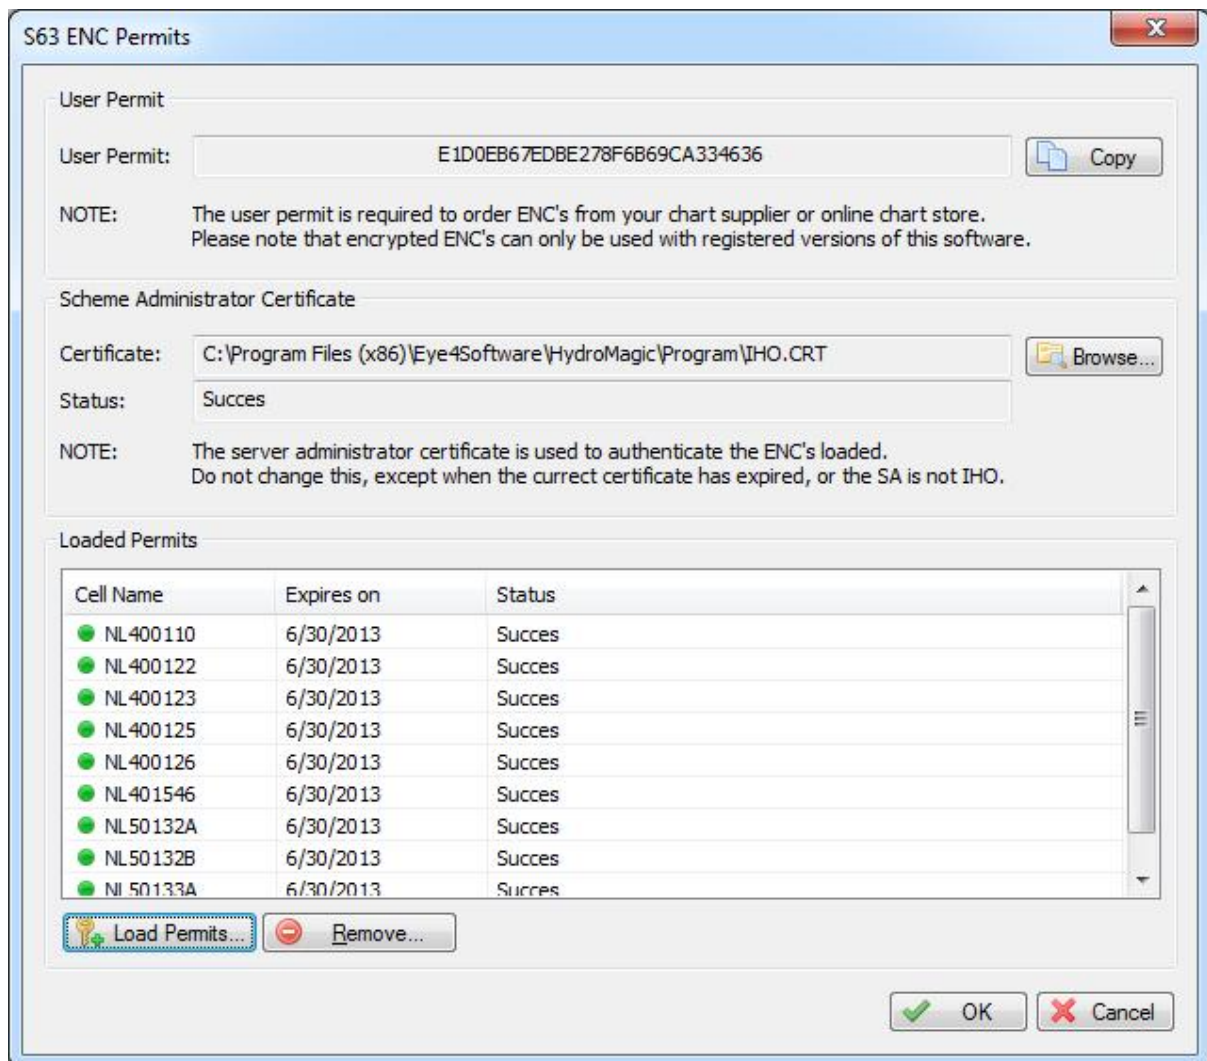 S63 ENC Permits
User Permit
User Permit: E1D0EB67EDBE278F6B69CA334636 Copy
NOTE: The user permit is required to order ENC's from your chart supplier or online chart store.
Please note that encrypted ENC's can only be used with registered versions of this software.
Scheme Administrator Certificate
Certificate: C:\Program Files (x86)\Eye4Software\HydroMagic\Program\IHO.CRT Browse...
Status: Succes
NOTE: The server administrator certificate is used to authenticate the ENC's loaded.
Do not change this, except when the currect certificate has expired, or the SA is not IHO.
Loaded Permits
Cell Name Expires on Status
NL400110 6/30/2013 Succes
NL400122 6/30/2013 Succes
NL400123 6/30/2013 Succes
NL400125 6/30/2013 Succes
NL400126 6/30/2013 Succes
NL401546 6/30/2013 Succes
NL50132A 6/30/2013 Succes
NL50132B 6/30/2013 Succes
NL50133A 6/30/2013 Succes
Load Permits... Remove...
OK Cancel